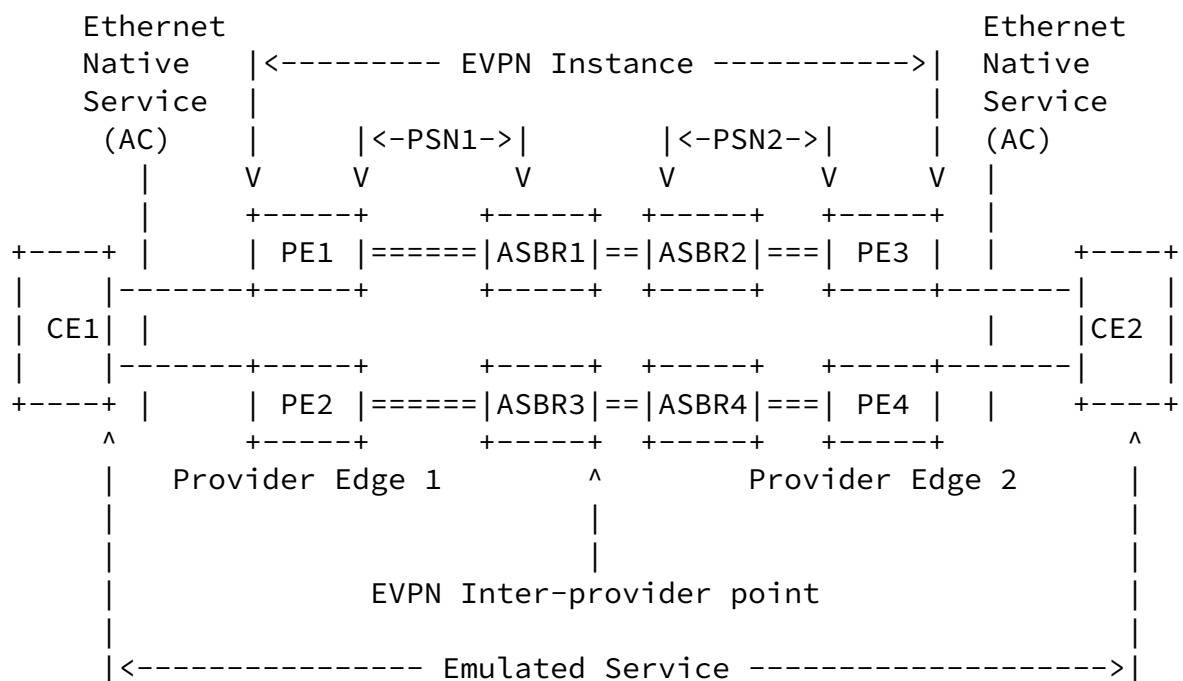 Ethernet                                          Ethernet
     Native    |<--------- EVPN Instance ----------->|   Native
     Service   |                                     |   Service
      (AC)     |     |<-PSN1->|       |<-PSN2->|     |   (AC)
        |      V     V        V       V        V     V   |
        |      +-----+      +-----+  +-----+   +-----+   |
 +----+ |      | PE1 |======|ASBR1|==|ASBR2|===| PE3 |   |    +----+
 |    |-------+-----+      +-----+  +-----+   +-----+-------|    |
 | CE1| |                                                |    |CE2 |
 |    |-------+-----+      +-----+  +-----+   +-----+-------|    |
 +----+ |      | PE2 |======|ASBR3|==|ASBR4|===| PE4 |   |    +----+
      ^        +-----+      +-----+  +-----+   +-----+          ^
      |   Provider Edge 1        ^        Provider Edge 2       |
      |                          |                              |
      |                          |                              |
      |              EVPN Inter-provider point                  |
      |                                                         |
      |<---------------- Emulated Service -------------------->|